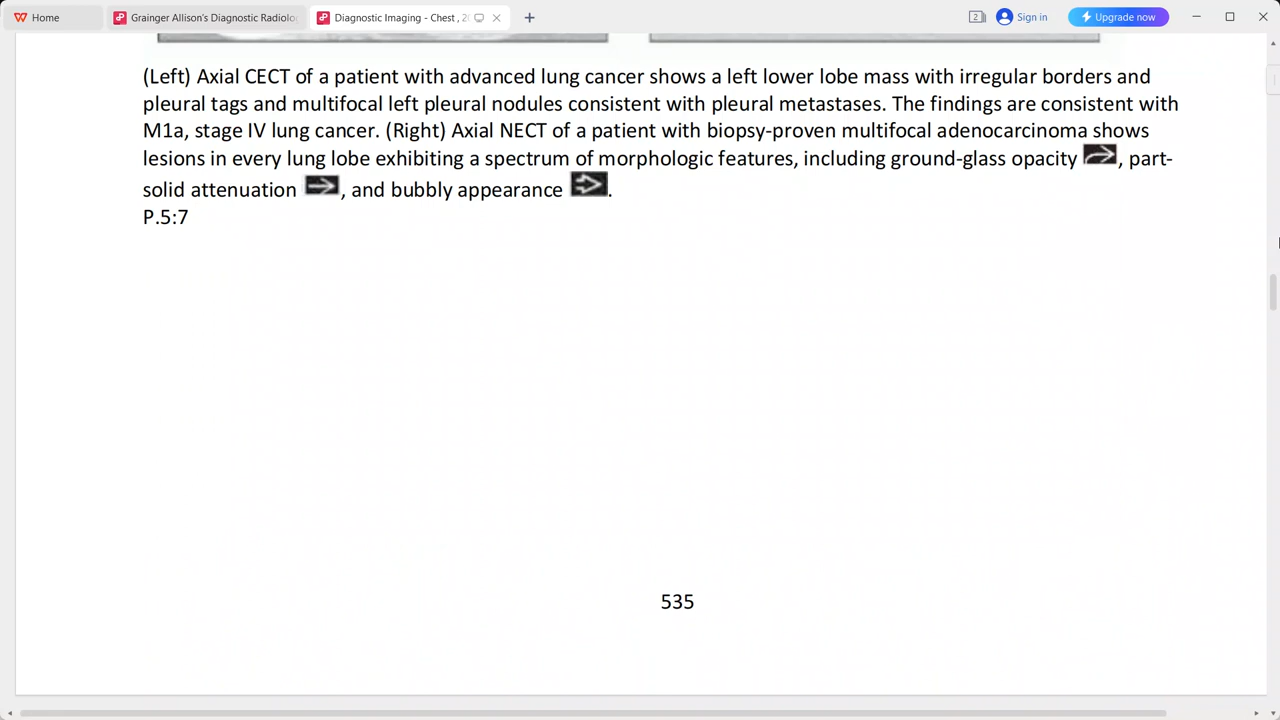 Home
Grainger Allison's Diagnostic Radiolo
Diagnostic Imaging - Chest , 2
2
Sign in
Upgrade now
(Left) Axial CECT of a patient with advanced lung cancer shows a left lower lobe mass with irregular borders and
pleural tags and multifocal left pleural nodules consistent with pleural metastases. The findings are consistent with
M1a, stage IV lung cancer. (Right) Axial NECT of a patient with biopsy-proven multifocal adenocarcinoma shows
lesions in every lung lobe exhibiting a spectrum of morphologic features, including ground-glass opacity , part-
solid attenuation , and bubbly appearance .
P.5:7
535